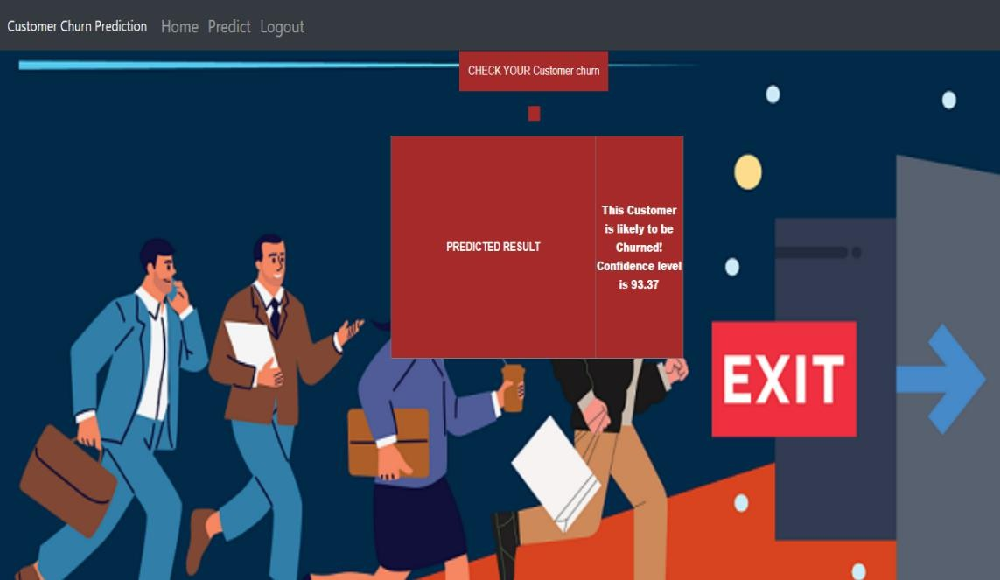 Customer Churn Prediction Home Predict Logout
CHECK YOUR Customer churn
PREDICTED RESULT
This Customer
is likely to be
Churned!
Confidence level
is 93.37
EXIT